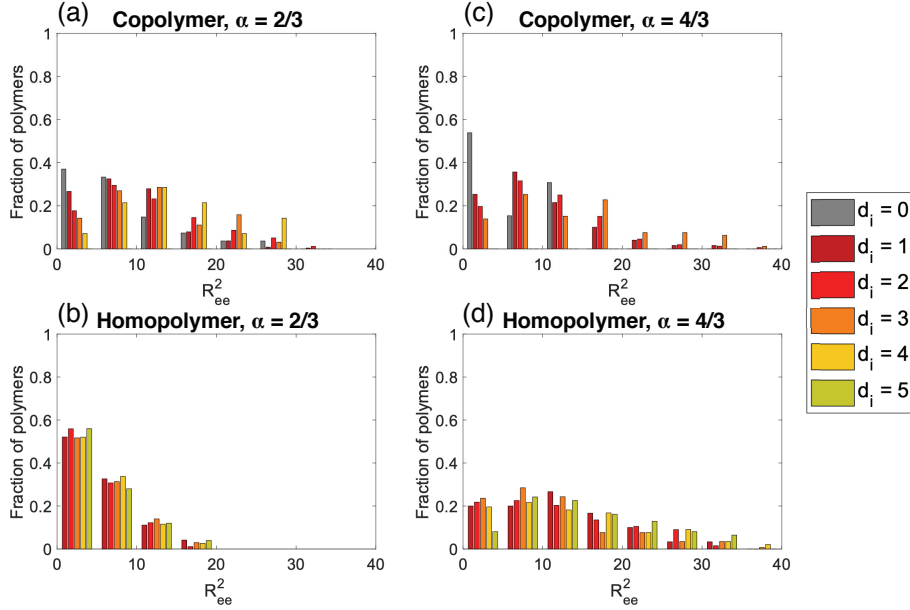 (a) Copolymer, α = 2/3
Fraction of polymers
1
0.8
0.6
0.4
0.2
0
0 10 20 30 40
R²ee
(c) Copolymer, α = 4/3
Fraction of polymers
1
0.8
0.6
0.4
0.2
0
0 10 20 30 40
R²ee
(b) Homopolymer, α = 2/3
Fraction of polymers
1
0.8
0.6
0.4
0.2
0
0 10 20 30 40
R²ee
(d) Homopolymer, α = 4/3
Fraction of polymers
1
0.8
0.6
0.4
0.2
0
0 10 20 30 40
R²ee
di = 0
di = 1
di = 2
di = 3
di = 4
di = 5